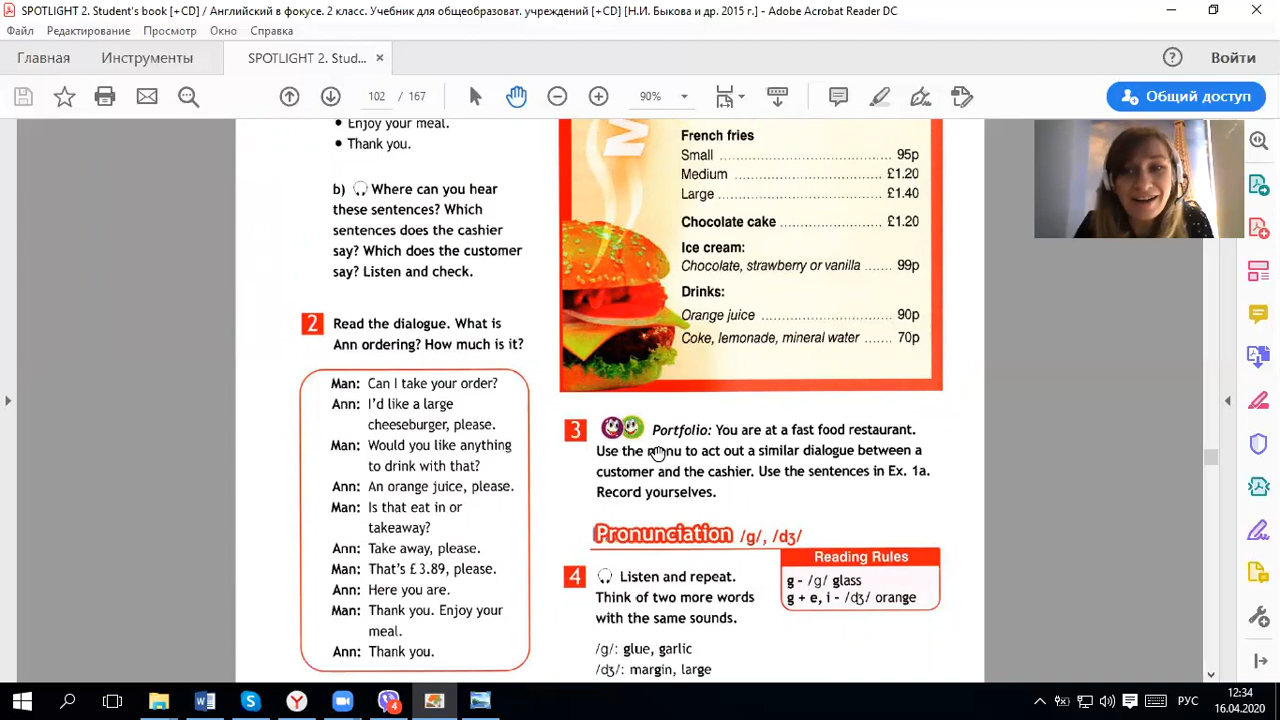 SPOTLIGHT 2. Student's book [+CD] / Английский в фокусе. 2 класс. Учебник для общеобразоват. учреждений [+CD] [Н.И. Быкова и др. 2015 г.] - Adobe Acrobat Reader DC
Файл Редактирование Просмотр Окно Справка
Главная Инструменты SPOTLIGHT 2. Stud... × Войти
102 / 167 90% Общий доступ
• Enjoy your meal.
• Thank you.
b) Where can you hear
these sentences? Which
sentences does the cashier
say? Which does the customer
say? Listen and check.
2 Read the dialogue. What is
Ann ordering? How much is it?
Man: Can I take your order?
Ann: I'd like a large
cheeseburger, please.
Man: Would you like anything
to drink with that?
Ann: An orange juice, please.
Man: Is that eat in or
takeaway?
Ann: Take away, please.
Man: That's £3.89, please.
Ann: Here you are.
Man: Thank you. Enjoy your
meal.
Ann: Thank you.
M
French fries
Small ........ 95p
Medium ........ £1.20
Large ........ £1.40
Chocolate cake ........ £1.20
Ice cream:
Chocolate, strawberry or vanilla ...... 99p
Drinks:
Orange juice ........ 90p
Coke, lemonade, mineral water ....... 70p
3 Portfolio: You are at a fast food restaurant.
Use the menu to act out a similar dialogue between a
customer and the cashier. Use the sentences in Ex. 1a.
Record yourselves.
Pronunciation /g/, /dʒ/
4 Listen and repeat.
Think of two more words
with the same sounds.
/g/: glue, garlic
/dʒ/: margin, large
Reading Rules
g - /g/ glass
g + e, i - /dʒ/ orange
4
РУС
12:34
16.04.2020